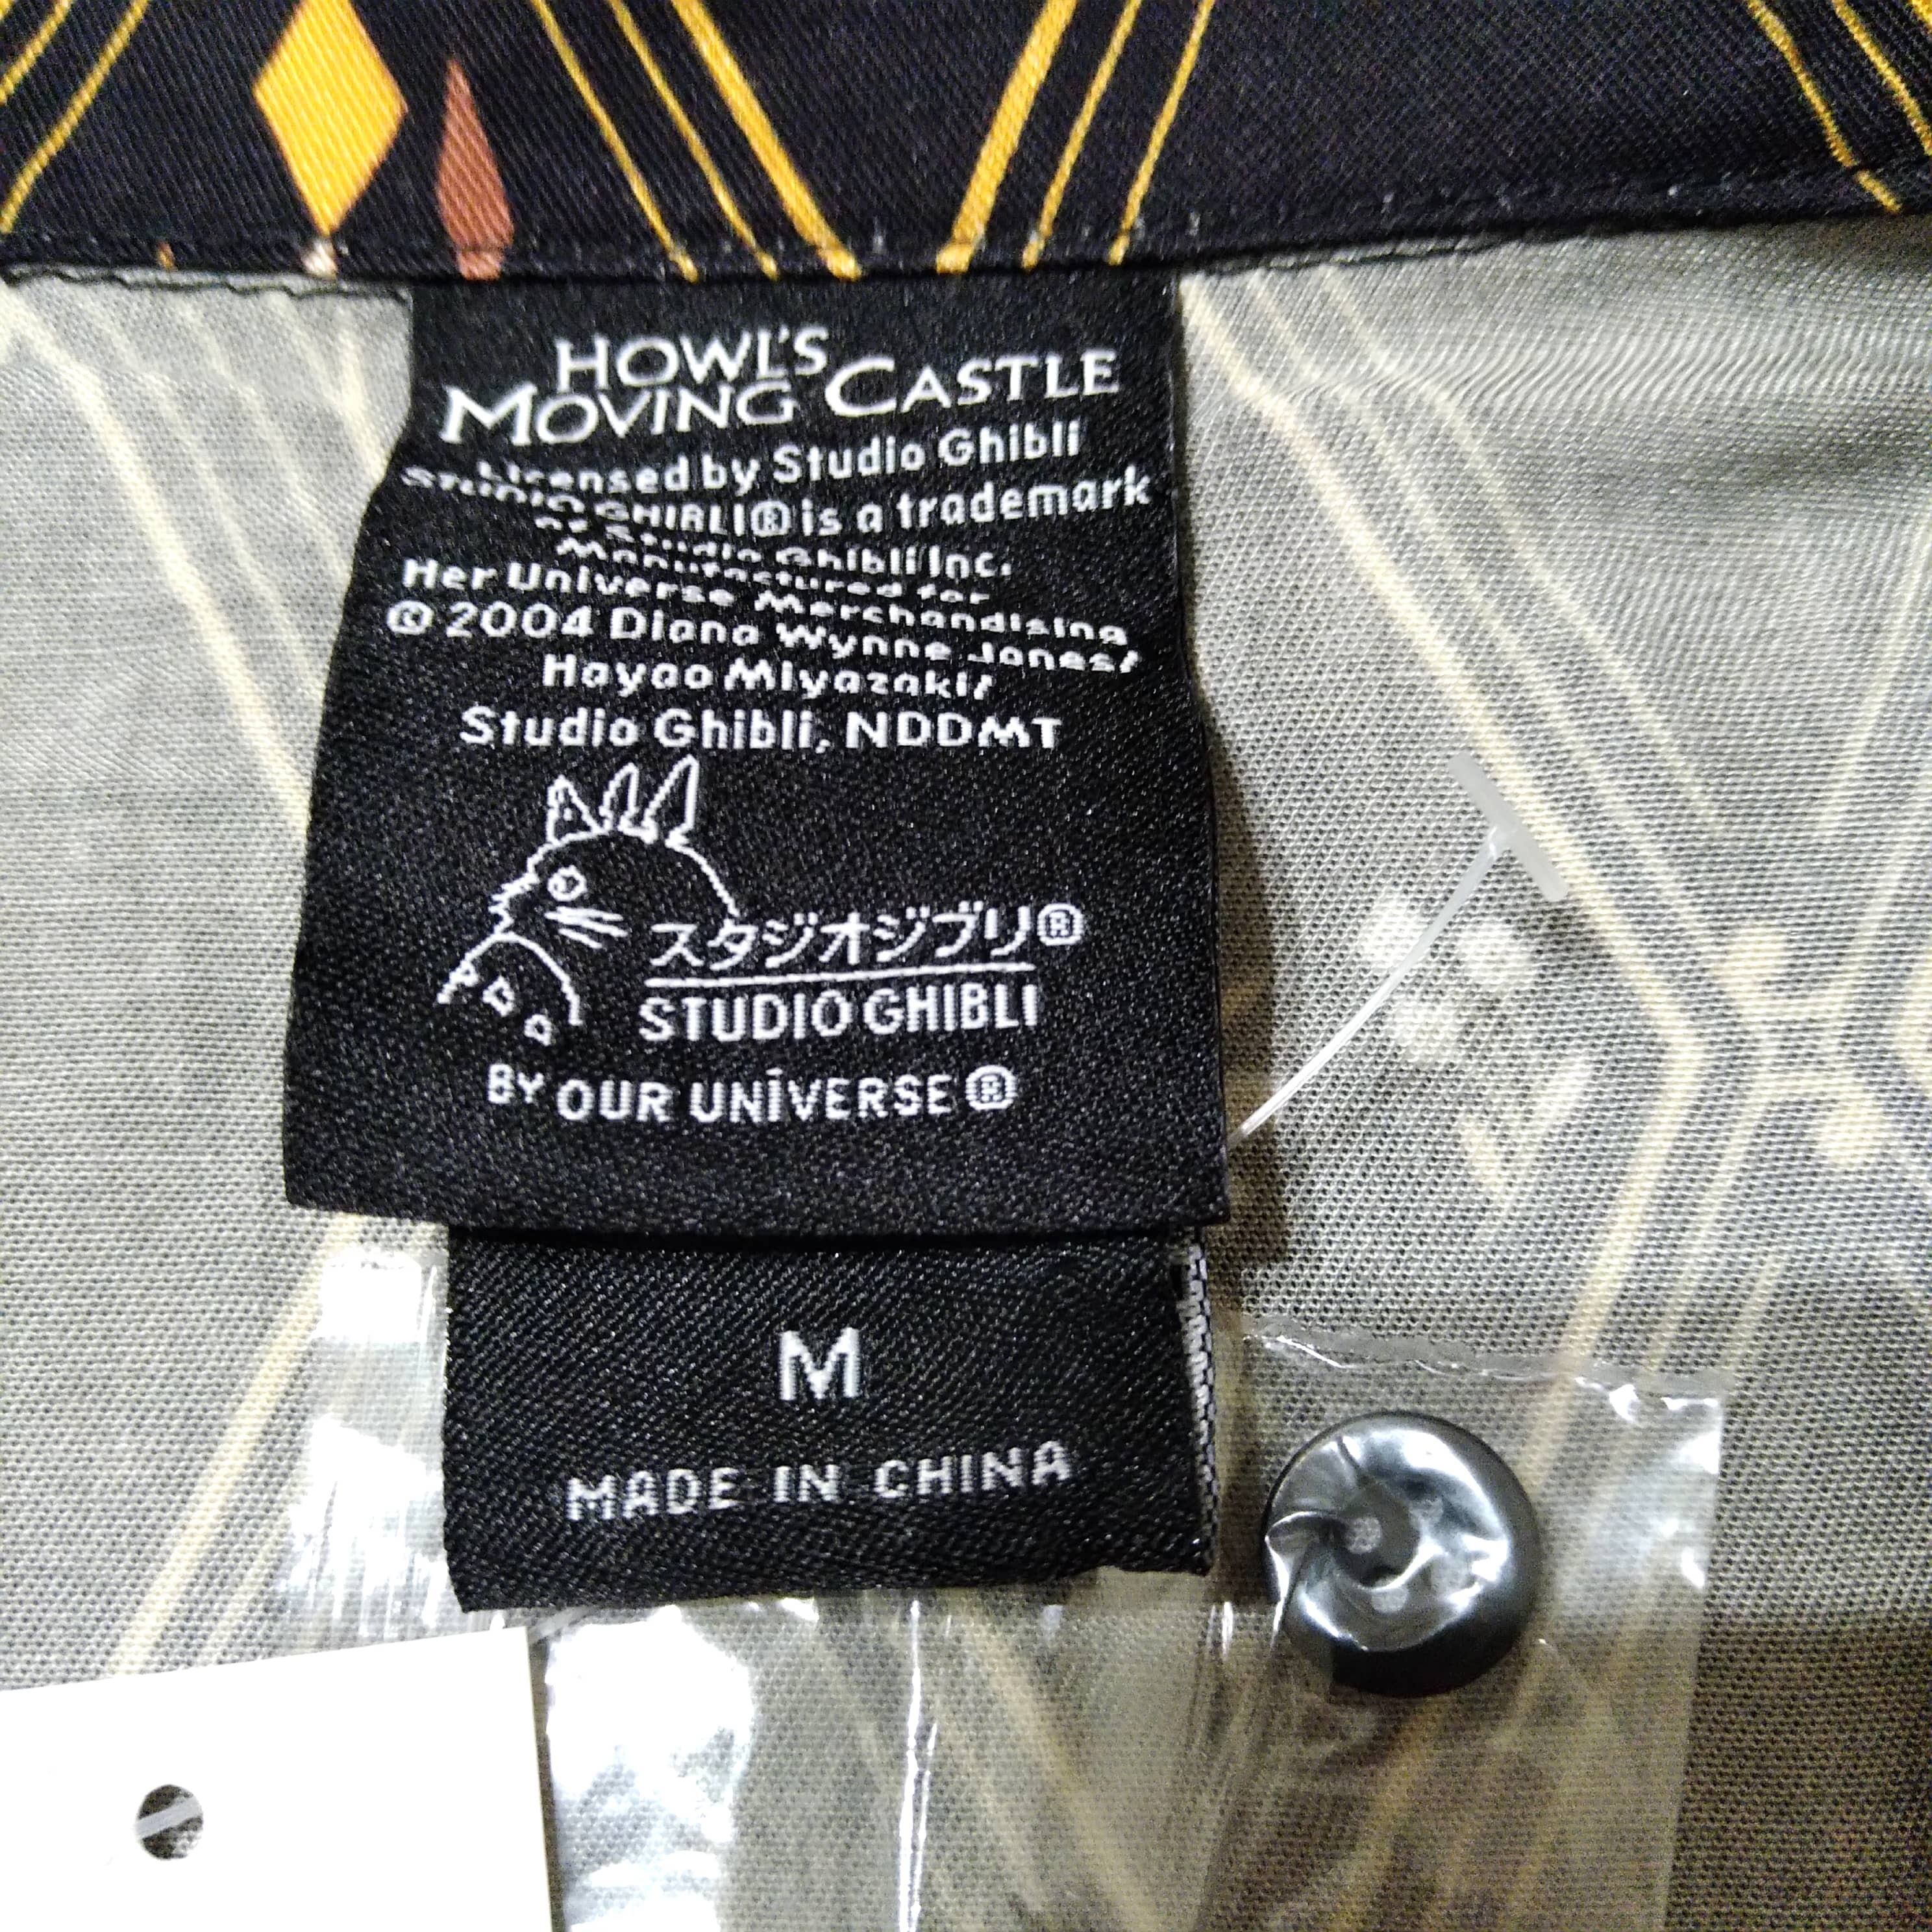 HOWL'S
MOVING CASTLE
Licensed by Studio Ghibli
STUDIO GHIBLI® is a trademark
of Studio Ghibli Inc.
Manufactured for
Her Universe Merchandising
© 2004 Diana Wynne Jones/
Hayao Miyazaki/
Studio Ghibli, NDDMT
スタジオジブリ®
STUDIO GHIBLI
BY OUR UNIVERSE®
M
MADE IN CHINA